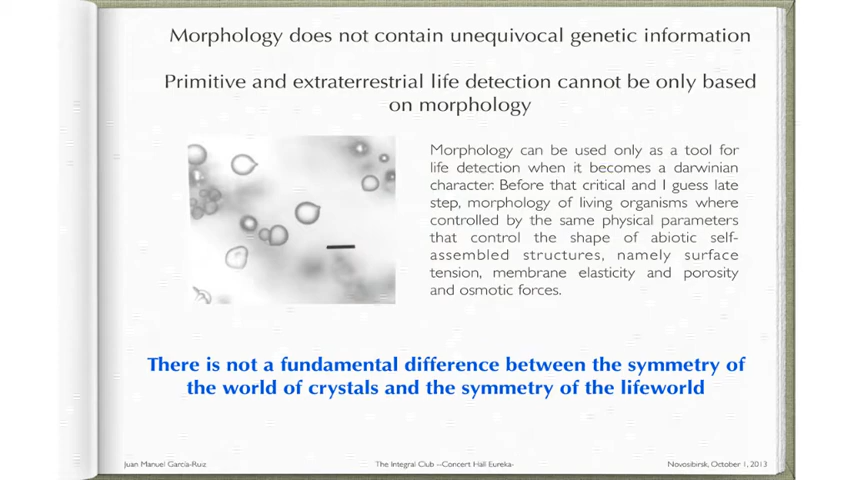 Morphology does not contain unequivocal genetic information
Primitive and extraterrestrial life detection cannot be only based
on morphology
Morphology can be used only as a tool for
life detection when it becomes a darwinian
character. Before that critical and I guess late
step, morphology of living organisms where
controlled by the same physical parameters
that control the shape of abiotic self-
assembled structures, namely surface
tension, membrane elasticity and porosity
and osmotic forces.
There is not a fundamental difference between the symmetry of
the world of crystals and the symmetry of the lifeworld
Juan Manuel García-Ruiz
The Integral Club --Concert Hall Eureka-
Novosibirsk, October 1, 2013